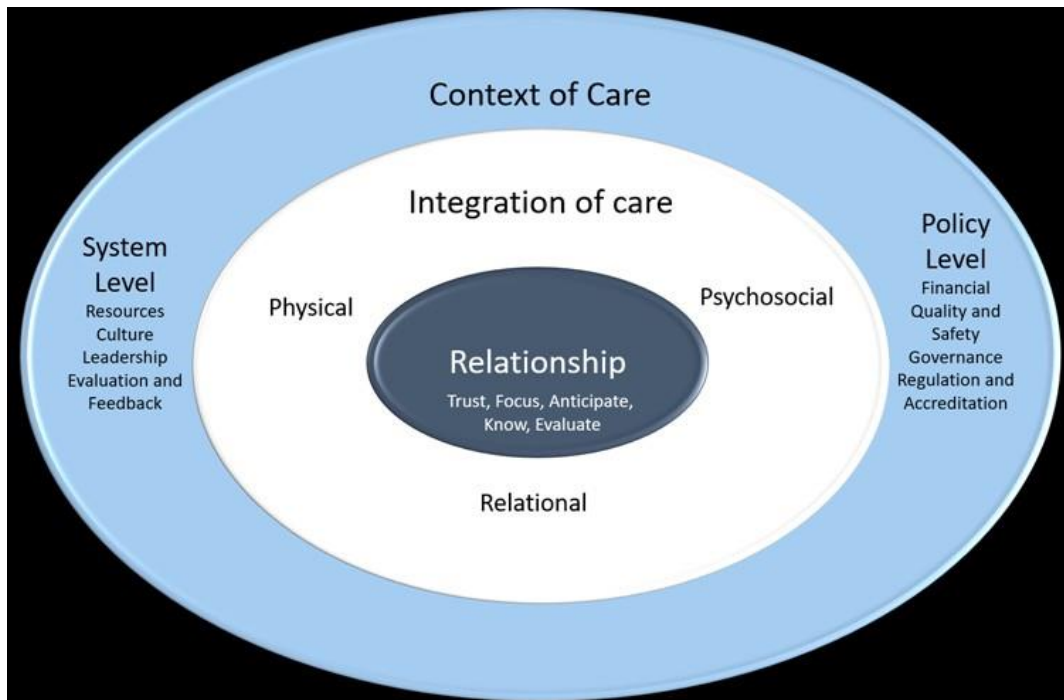 Context of Care
Integration of care
System
Level
Resources
Culture
Leadership
Evaluation and
Feedback
Physical
Psychosocial
Policy
Level
Financial
Quality and
Safety
Governance
Regulation and
Accreditation
Relationship
Trust, Focus, Anticipate,
Know, Evaluate
Relational